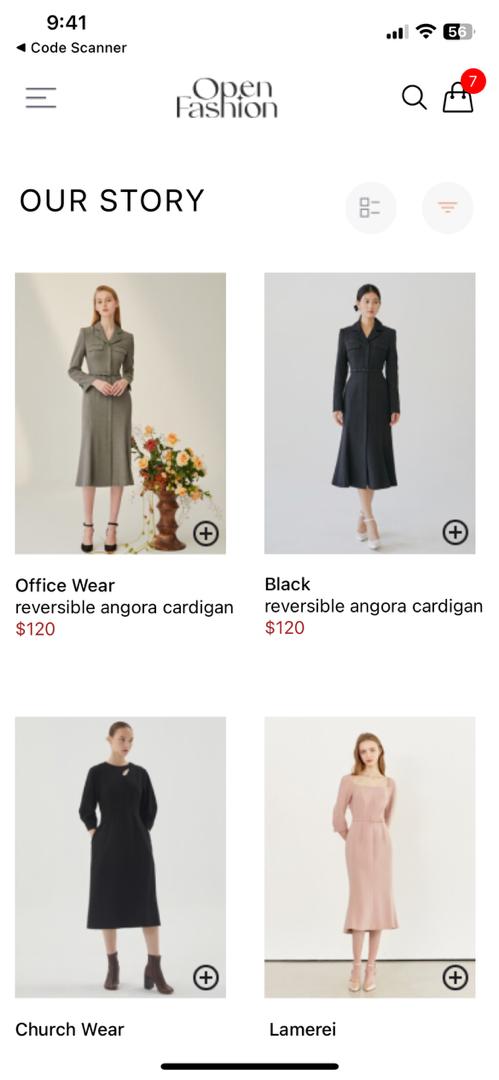 9:41
56
◀ Code Scanner
Open
Fashion
7
OUR STORY
Office Wear
reversible angora cardigan
$120
Black
reversible angora cardigan
$120
Church Wear
Lamerei